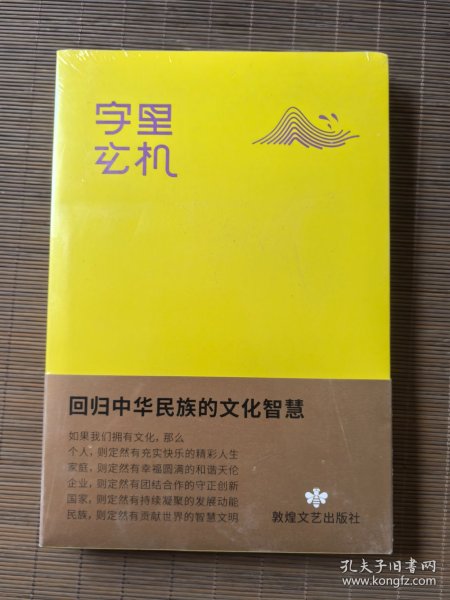 字里
玄机
回归中华民族的文化智慧
如果我们拥有文化，那么
个人，则定然有充实快乐的精彩人生
家庭，则定然有幸福圆满的和谐天伦
企业，则定然有团结合作的守正创新
国家，则定然有持续凝聚的发展动能
民族，则定然有贡献世界的智慧文明
敦煌文艺出版社
孔夫子旧书网
www.kongfz.com